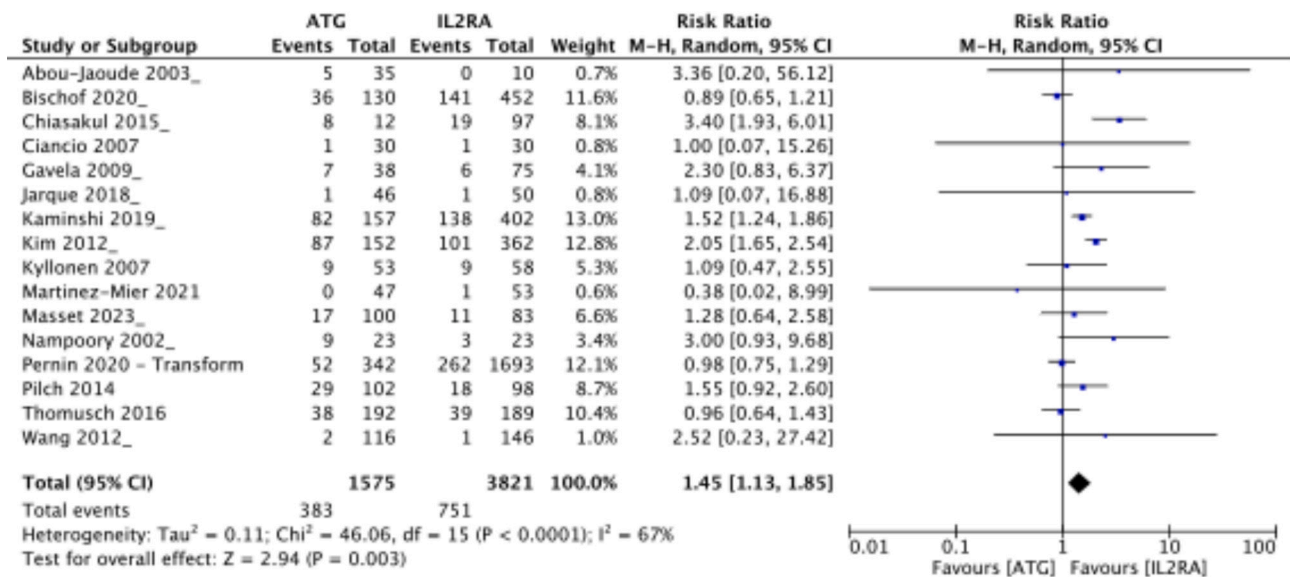 ATG IL2RA Risk Ratio Risk Ratio
Study or Subgroup Events Total Events Total Weight M-H, Random, 95% CI M-H, Random, 95% CI
Abou-Jaoude 2003_ 5 35 0 10 0.7% 3.36 [0.20, 56.12]
Bischof 2020_ 36 130 141 452 11.6% 0.89 [0.65, 1.21]
Chiasakul 2015_ 8 12 19 97 8.1% 3.40 [1.93, 6.01]
Ciancio 2007 1 30 1 30 0.8% 1.00 [0.07, 15.26]
Gavela 2009_ 7 38 6 75 4.1% 2.30 [0.83, 6.37]
Jarque 2018_ 1 46 1 50 0.8% 1.09 [0.07, 16.88]
Kaminshi 2019_ 82 157 138 402 13.0% 1.52 [1.24, 1.86]
Kim 2012_ 87 152 101 362 12.8% 2.05 [1.65, 2.54]
Kyllonen 2007 9 53 9 58 5.3% 1.09 [0.47, 2.55]
Martinez-Mier 2021 0 47 1 53 0.6% 0.38 [0.02, 8.99]
Masset 2023_ 17 100 11 83 6.6% 1.28 [0.64, 2.58]
Nampoory 2002_ 9 23 3 23 3.4% 3.00 [0.93, 9.68]
Pernin 2020 - Transform 52 342 262 1693 12.1% 0.98 [0.75, 1.29]
Pilch 2014 29 102 18 98 8.7% 1.55 [0.92, 2.60]
Thomusch 2016 38 192 39 189 10.4% 0.96 [0.64, 1.43]
Wang 2012_ 2 116 1 146 1.0% 2.52 [0.23, 27.42]
Total (95% CI) 1575 3821 100.0% 1.45 [1.13, 1.85]
Total events 383 751
Heterogeneity: Tau² = 0.11; Chi² = 46.06, df = 15 (P < 0.0001); I² = 67%
Test for overall effect: Z = 2.94 (P = 0.003)
0.01 0.1 1 10 100
Favours [ATG] Favours [IL2RA]